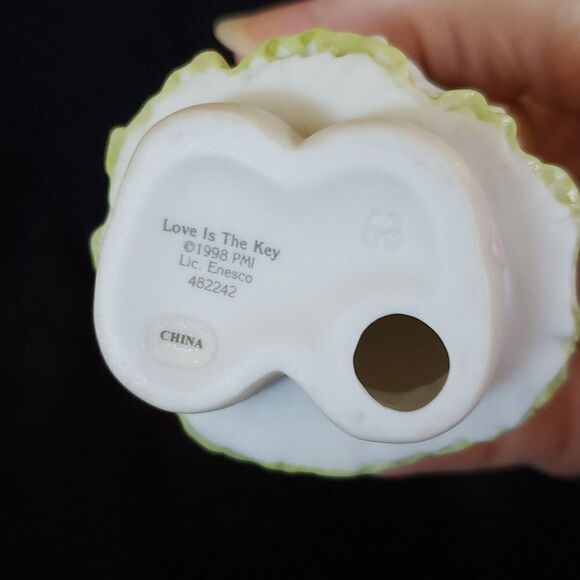 Love Is The Key
©1998 PMI
Lic. Enesco
482242
CHINA